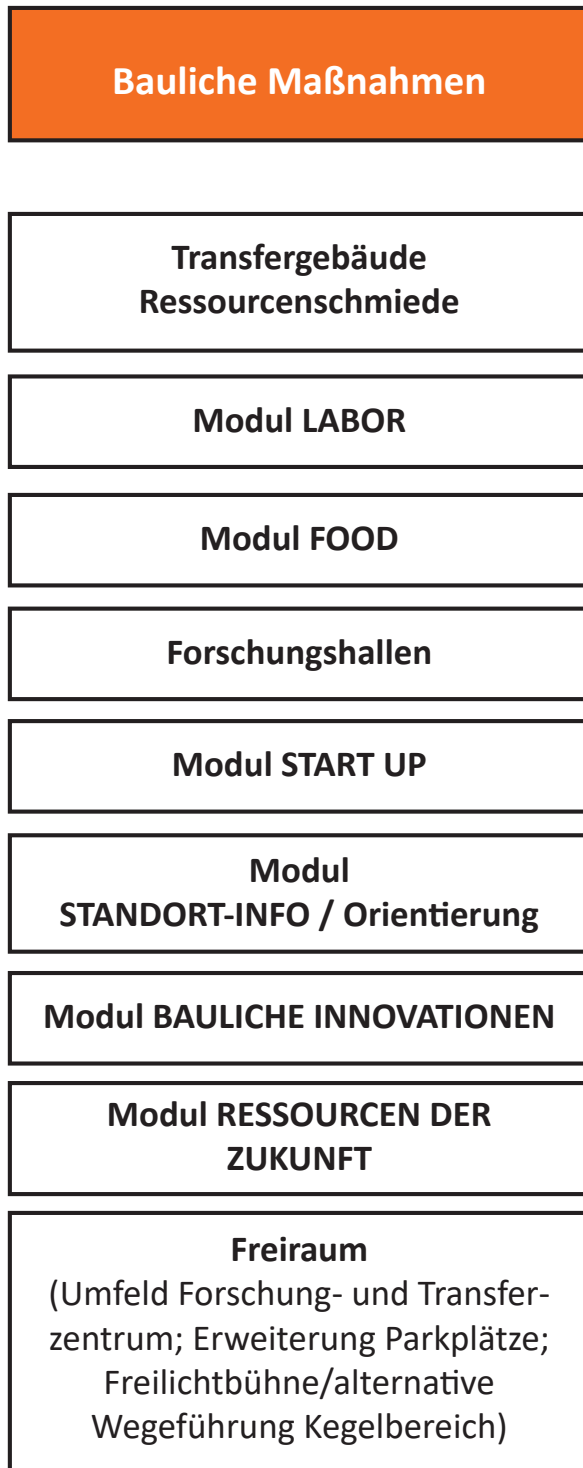 Bauliche Maßnahmen
Transfergebäude
Ressourcenschmiede
Modul LABOR
Modul FOOD
Forschungshallen
Modul START UP
Modul
STANDORT-INFO / Orientierung
Modul BAULICHE INNOVATIONEN
Modul RESSOURCEN DER
ZUKUNFT
Freiraum
(Umfeld Forschung- und Transfer-
zentrum; Erweiterung Parkplätze;
Freilichtbühne/alternative
Wegeführung Kegelbereich)